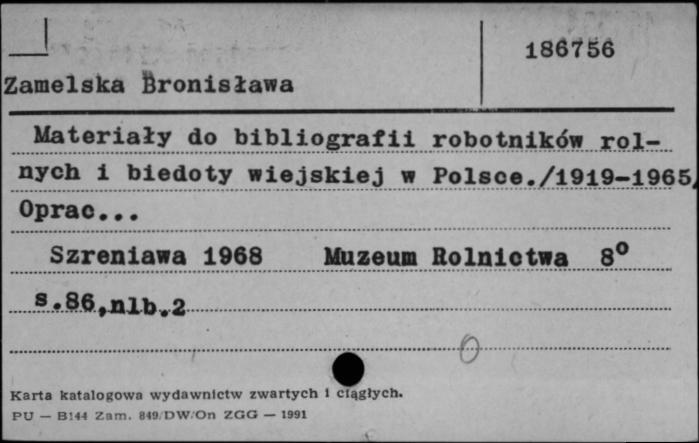 186756
Zamelska Bronisława
Materiały do bibliografii robotników rol-
nych i biedoty wiejskiej w Polsce./1919-1965/
Oprac...
Szreniawa 1968 Muzeum Rolnictwa 8°
s.86,nlb.2
0
Karta katalogowa wydawnictw zwartych i ciągłych.
PU — B144 Zam. 849/DW/On ZGG — 1991